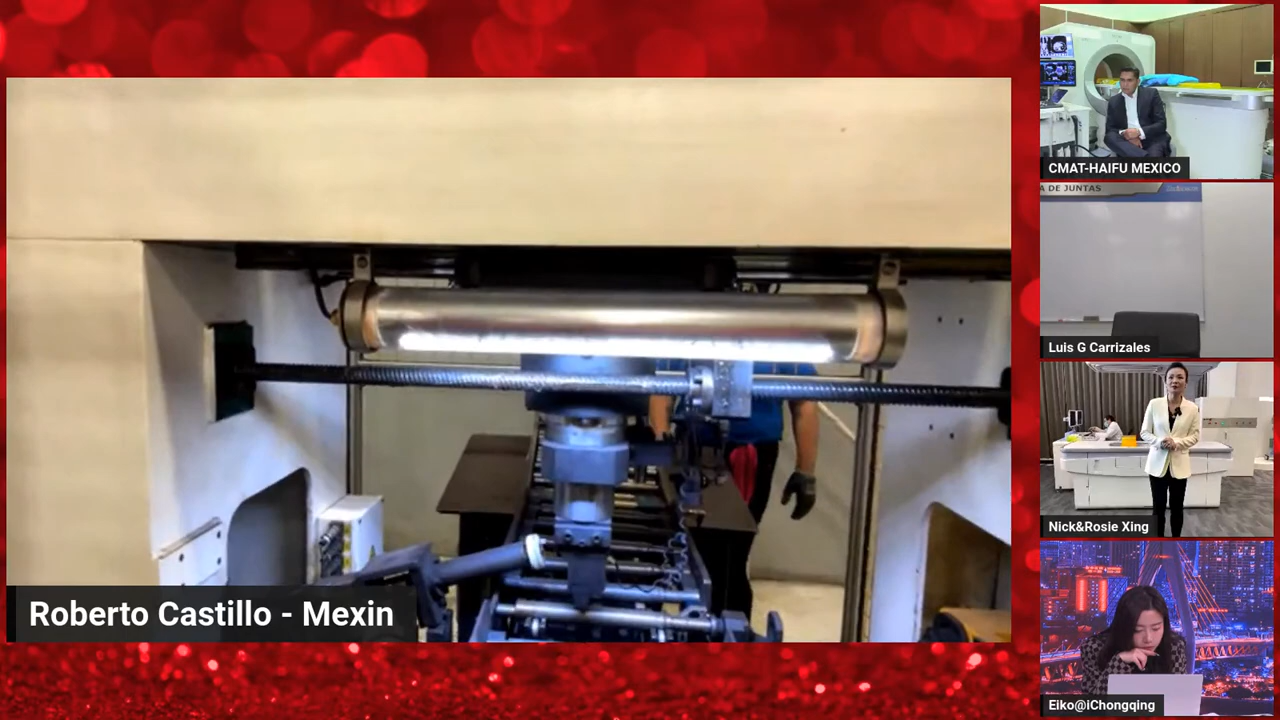 Roberto Castillo - Mexin
CMAT-HAIFU MEXICO
A DE JUNTAS
Luis G Carrizales
Nick&Rosie Xing
Eiko@iChongqing